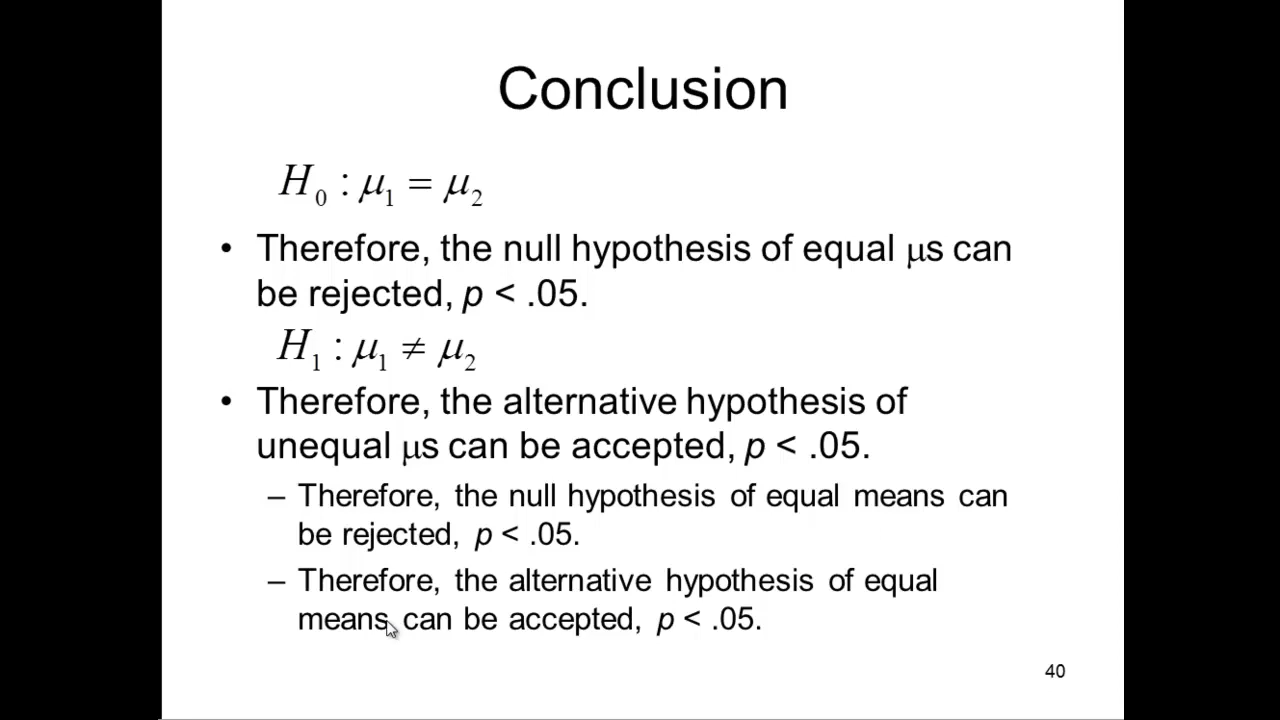 Conclusion
H₀ : μ₁ = μ₂
• Therefore, the null hypothesis of equal μs can
be rejected, p < .05.
H₁ : μ₁ ≠ μ₂
• Therefore, the alternative hypothesis of
unequal μs can be accepted, p < .05.
– Therefore, the null hypothesis of equal means can
be rejected, p < .05.
– Therefore, the alternative hypothesis of equal
means can be accepted, p < .05.
40